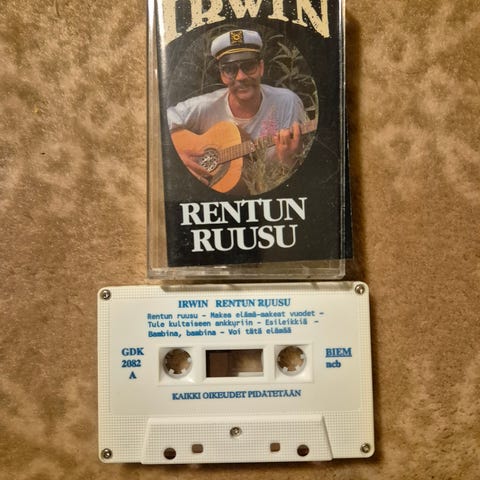 IRWIN
RENTUN
RUUSU
IRWIN RENTUN RUUSU
Rentun ruusu - Makea elämä-makeat vuodet -
Tule kultaiseen ankkuriin - Esileikkiä -
Bambina, bambina - Voi tätä elämää
GDK
2082
A
BIEM
ncb
KAIKKI OIKEUDET PIDÄTETÄÄN